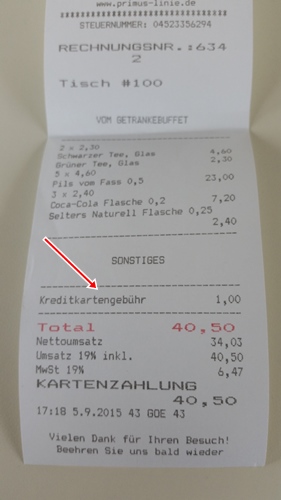 www.primus-linie.de
STEUERNUMMER: 04523356294
RECHNUNGSNR.:634
2
Tisch #100
VOM GETRÄNKEBUFFET
2 x 2,30
Schwarzer Tee, Glas 4,60
Grüner Tee, Glas 2,30
5 x 4,60
Pils vom Fass 0,5 23,00
3 x 2,40
Coca-Cola Flasche 0,2 7,20
Selters Naturell Flasche 0,25
2,40
SONSTIGES
Kreditkartengebühr 1,00
Total 40,50
Nettoumsatz 34,03
Umsatz 19% inkl. 40,50
MwSt 19% 6,47
KARTENZAHLUNG
40,50
17:18 5.9.2015 43 GOE 43
Vielen Dank für Ihren Besuch!
Beehren Sie uns bald wieder